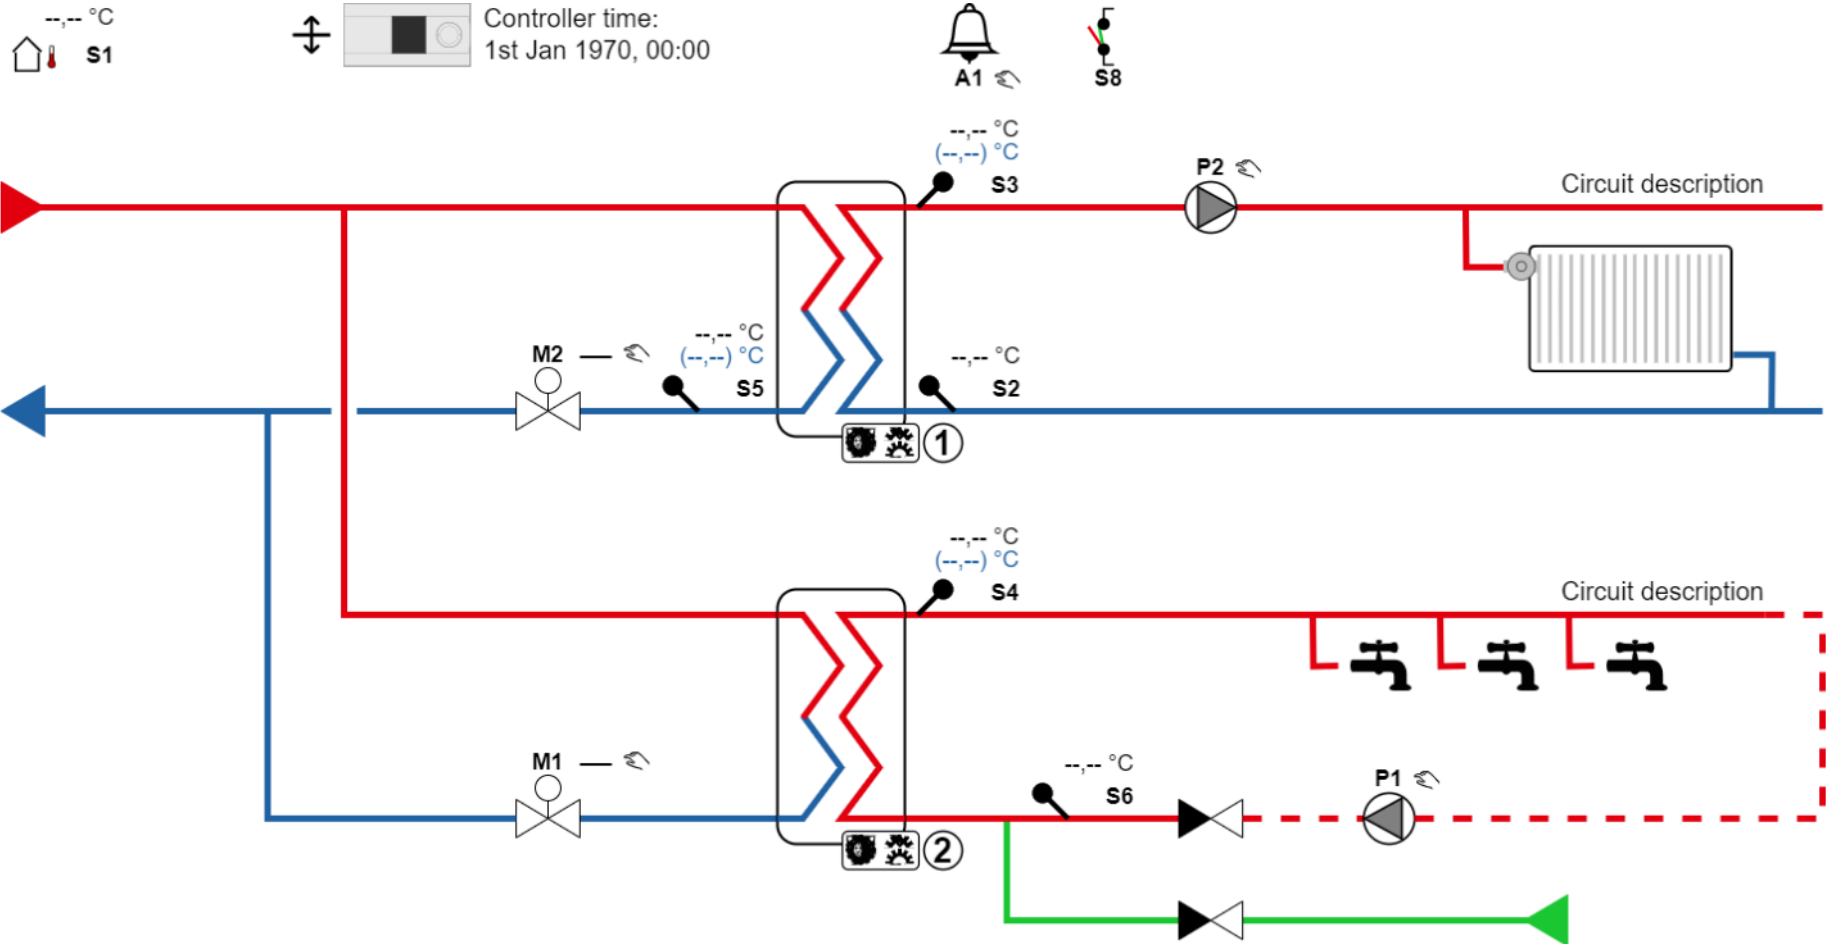 --,-- °C
S1
Controller time:
1st Jan 1970, 00:00
A1
S8
--,-- °C
(--,--) °C
S3
P2
Circuit description
M2
--,-- °C
(--,--) °C
S5
--,-- °C
S2
1
--,-- °C
(--,--) °C
S4
Circuit description
M1
--,-- °C
S6
P1
2